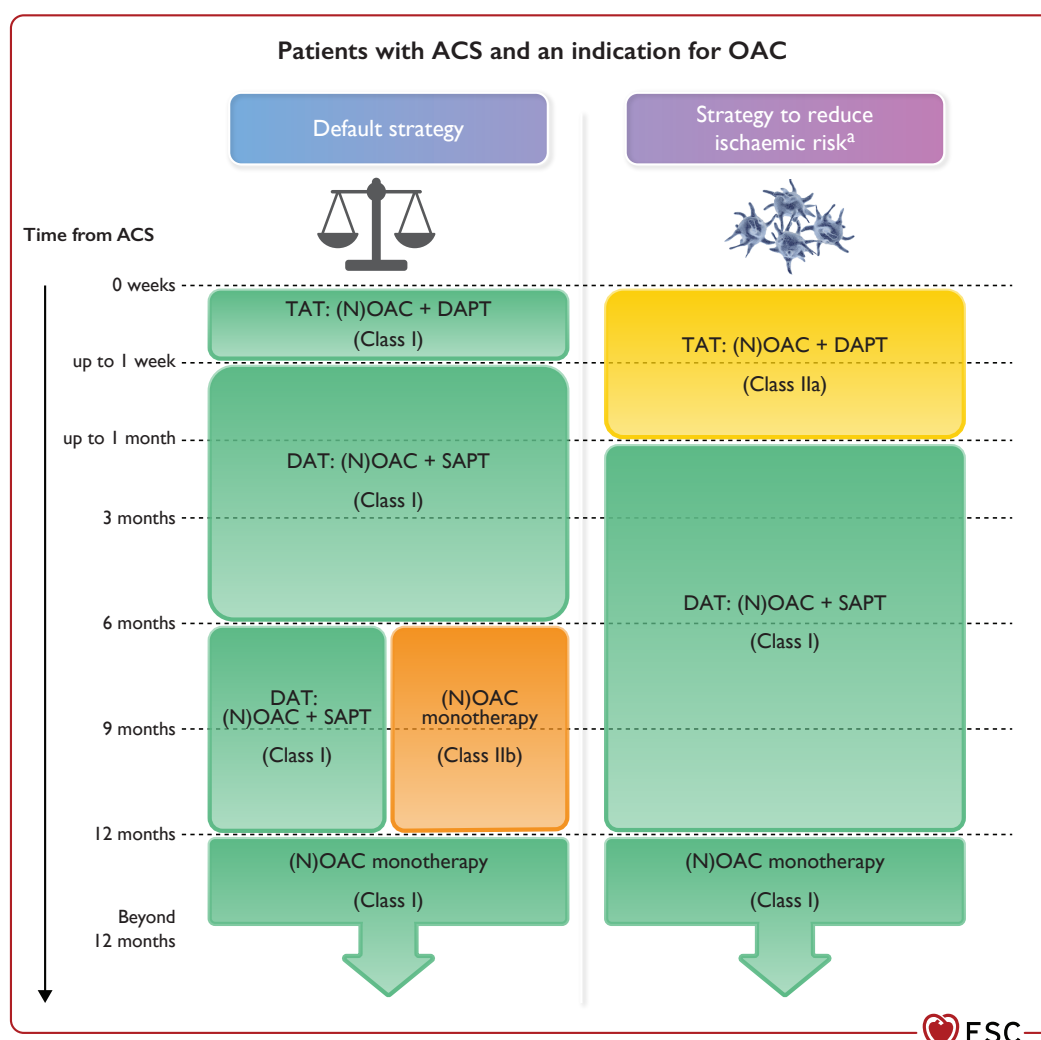 Patients with ACS and an indication for OAC
Default strategy
Strategy to reduce
ischaemic riskᵃ
Time from ACS
0 weeks
TAT: (N)OAC + DAPT
(Class I)
TAT: (N)OAC + DAPT
(Class IIa)
up to 1 week
up to 1 month
DAT: (N)OAC + SAPT
(Class I)
3 months
DAT: (N)OAC + SAPT
(Class I)
6 months
DAT:
(N)OAC + SAPT
(Class I)
(N)OAC
monotherapy
(Class IIb)
9 months
12 months
(N)OAC monotherapy
(Class I)
(N)OAC monotherapy
(Class I)
Beyond
12 months
ESC